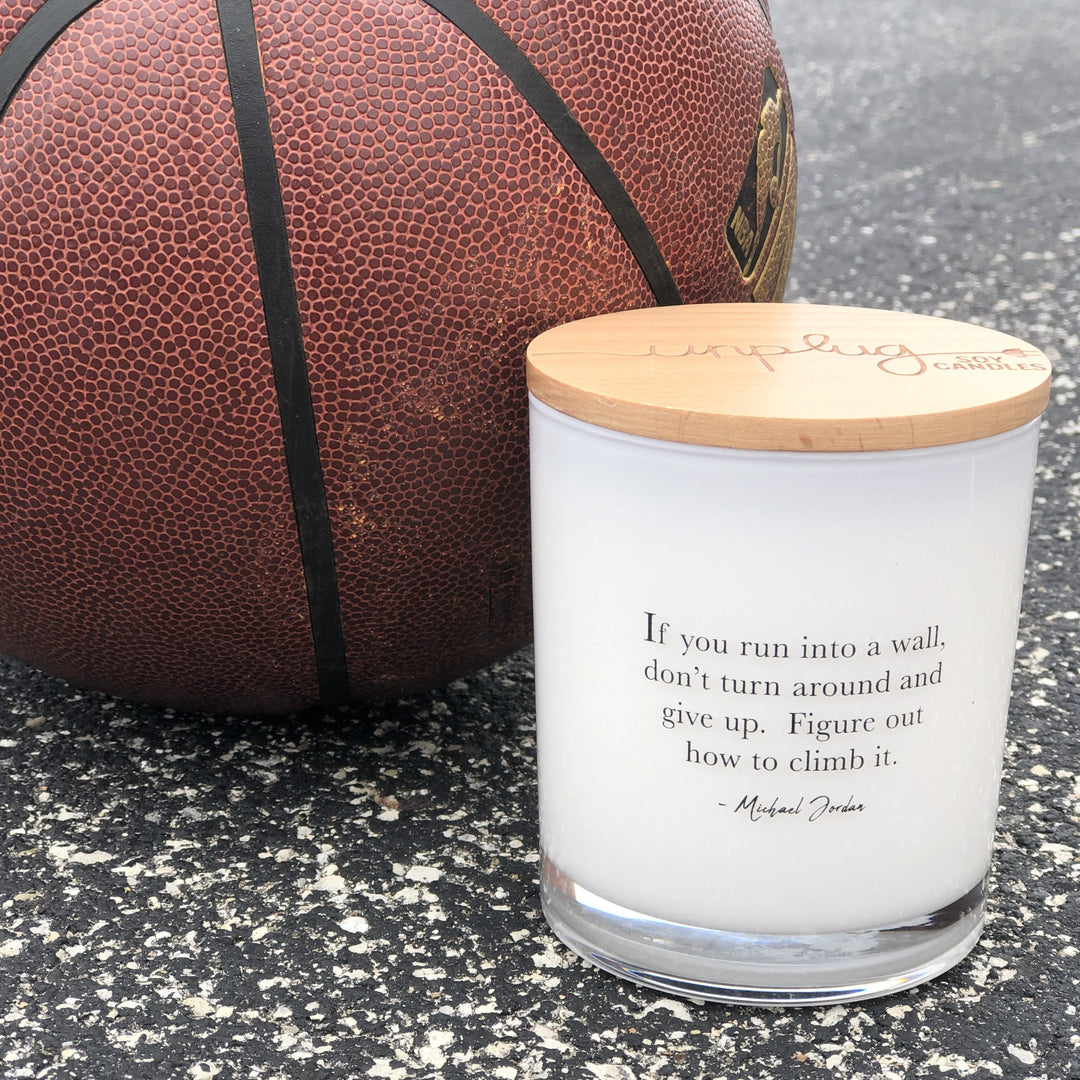 unplug
SOY
CANDLES
If you run into a wall,
don't turn around and
give up. Figure out
how to climb it.
- Michael Jordan